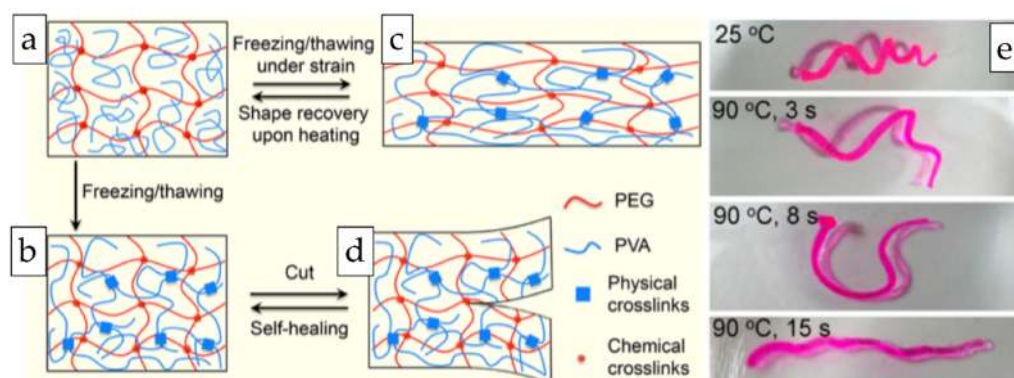 a
Freezing/thawing
under strain
Shape recovery
upon heating
c
Freezing/thawing
b
Cut
Self-healing
d
PEG
PVA
Physical
crosslinks
Chemical
crosslinks
25 °C
e
90 °C, 3 s
90 °C, 8 s
90 °C, 15 s